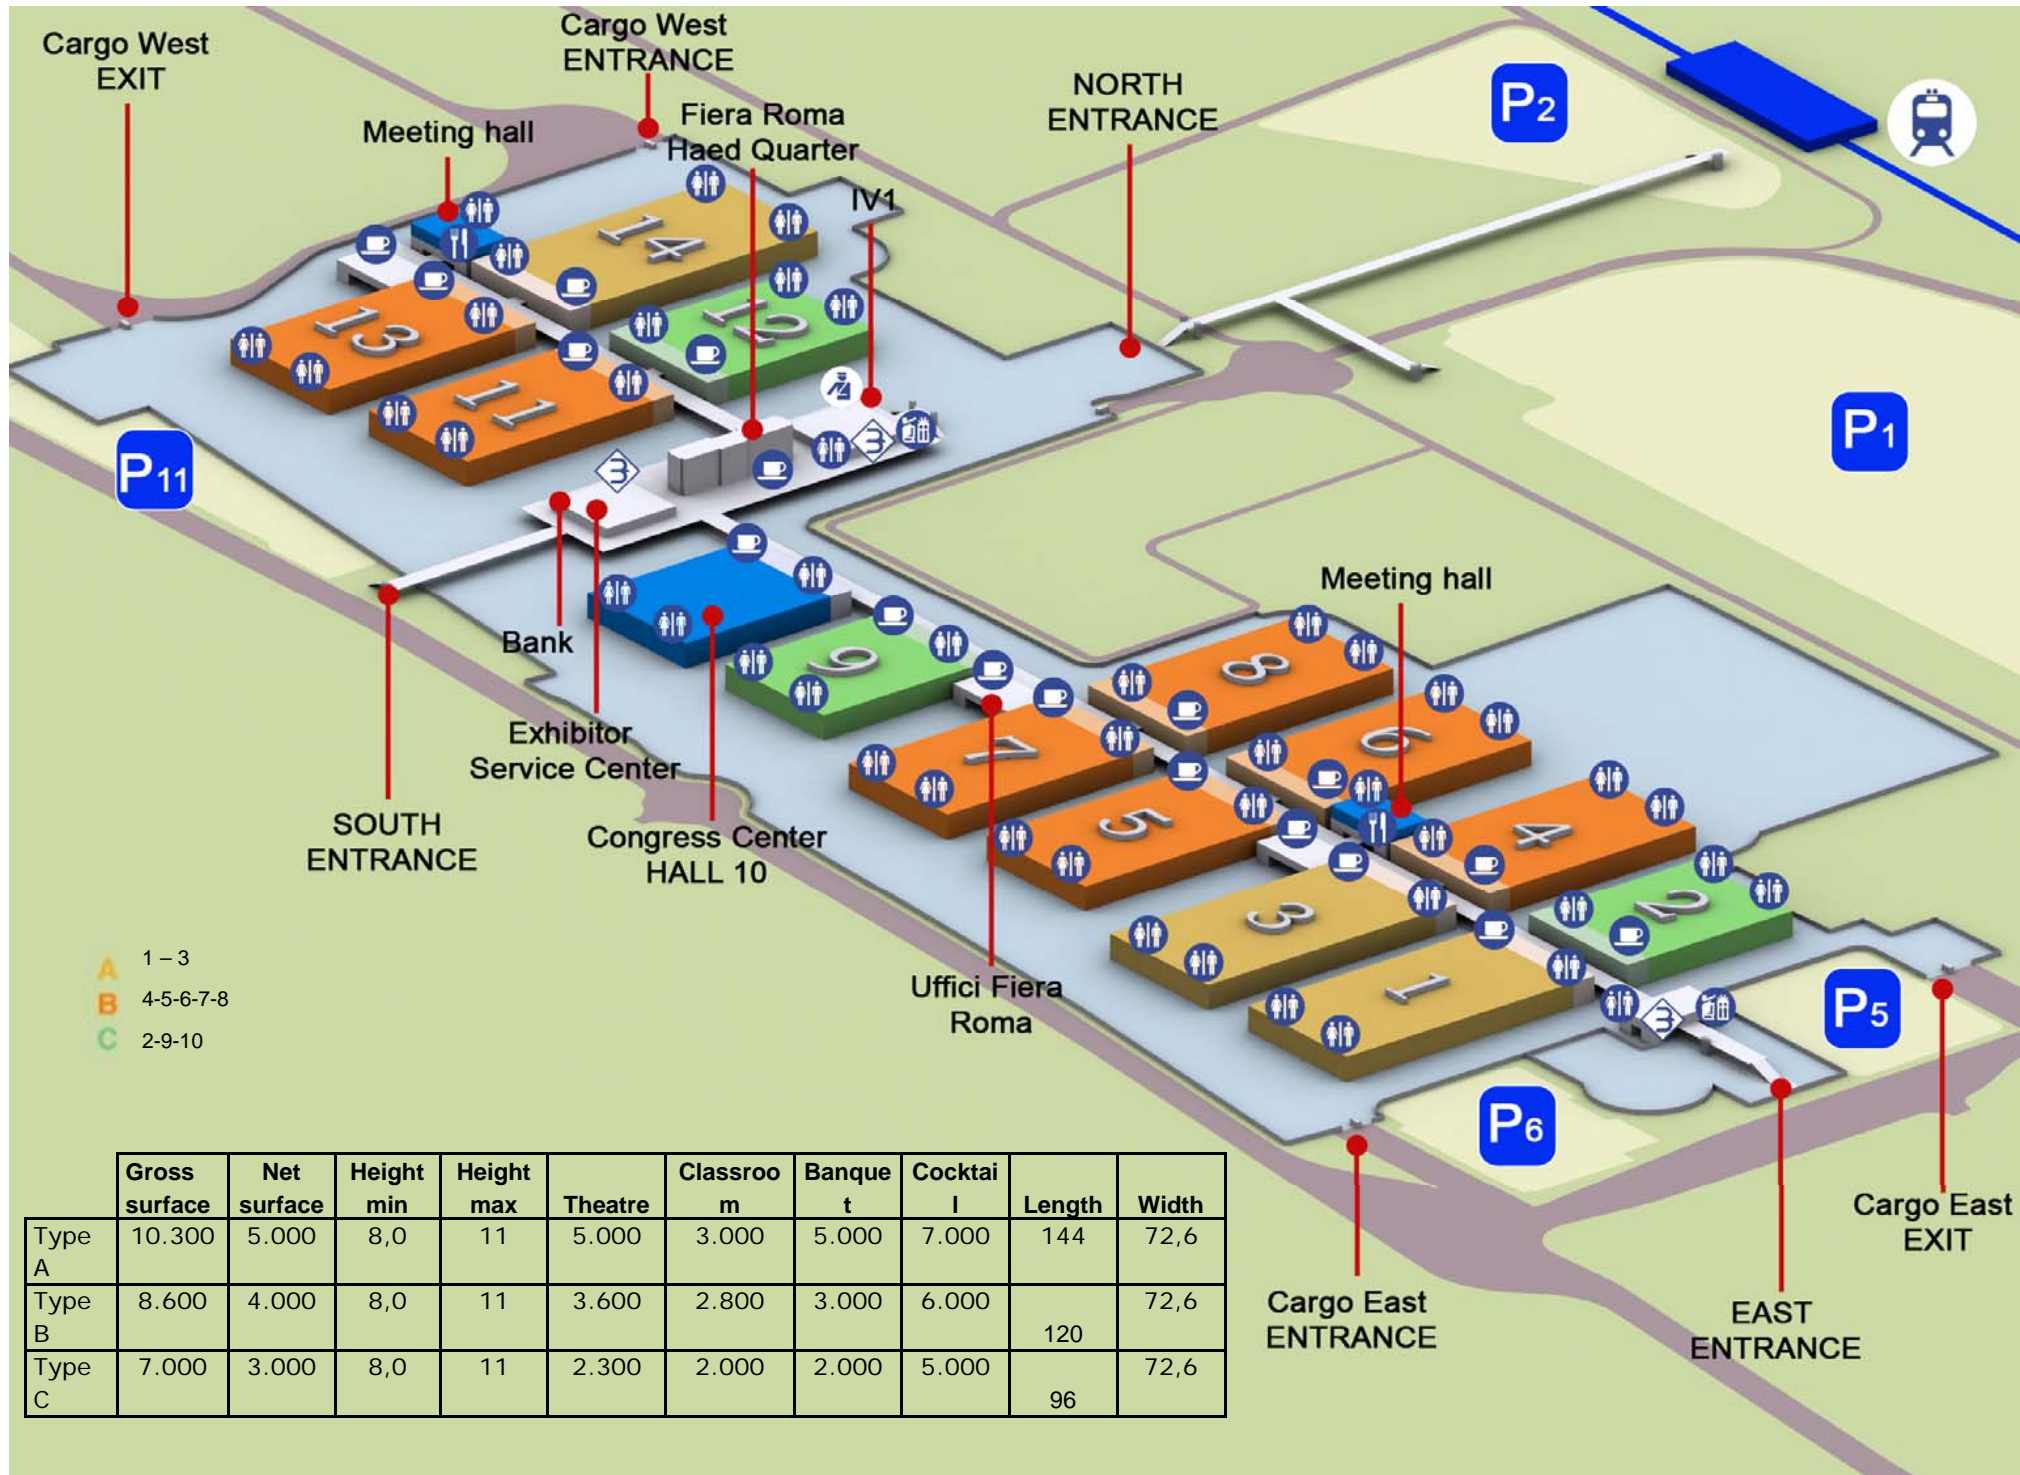 Cargo West
EXIT
Cargo West
ENTRANCE
Meeting hall
Fiera Roma
Haed Quarter
IV1
NORTH
ENTRANCE
P2
P1
P11
14
12
13
11
Bank
Exhibitor
Service Center
SOUTH
ENTRANCE
Congress Center
HALL 10
9
8
7
6
5
4
3
2
1
Meeting hall
Uffici Fiera
Roma
P5
P6
Cargo East
EXIT
EAST
ENTRANCE
Cargo East
ENTRANCE
A 1 – 3
B 4-5-6-7-8
C 2-9-10
Gross surface Net surface Height min Height max Theatre Classroo m Banque t Cocktai l Length Width
Type A 10.300 5.000 8,0 11 5.000 3.000 5.000 7.000 144 72,6
Type B 8.600 4.000 8,0 11 3.600 2.800 3.000 6.000 120 72,6
Type C 7.000 3.000 8,0 11 2.300 2.000 2.000 5.000 96 72,6